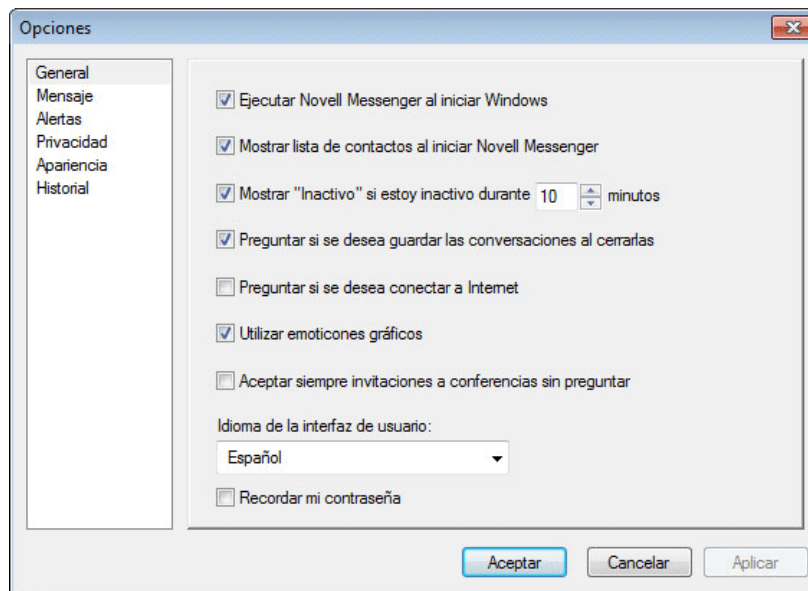 Opciones
General
Mensaje
Alertas
Privacidad
Apariencia
Historial
Ejecutar Novell Messenger al iniciar Windows
Mostrar lista de contactos al iniciar Novell Messenger
Mostrar "Inactivo" si estoy inactivo durante 10 minutos
Preguntar si se desea guardar las conversaciones al cerrarlas
Preguntar si se desea conectar a Internet
Utilizar emoticones gráficos
Aceptar siempre invitaciones a conferencias sin preguntar
Idioma de la interfaz de usuario:
Español
Recordar mi contraseña
Aceptar Cancelar Aplicar